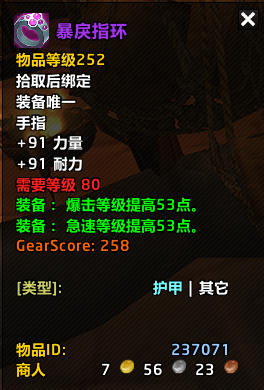 暴戾指环
物品等级252
拾取后绑定
装备唯一
手指
+91 力量
+91 耐力
需要等级 80
装备： 爆击等级提高53点。
装备： 急速等级提高53点。
GearScore: 258
[类型]: 护甲 | 其它
物品ID: 237071
商人 7 56 23